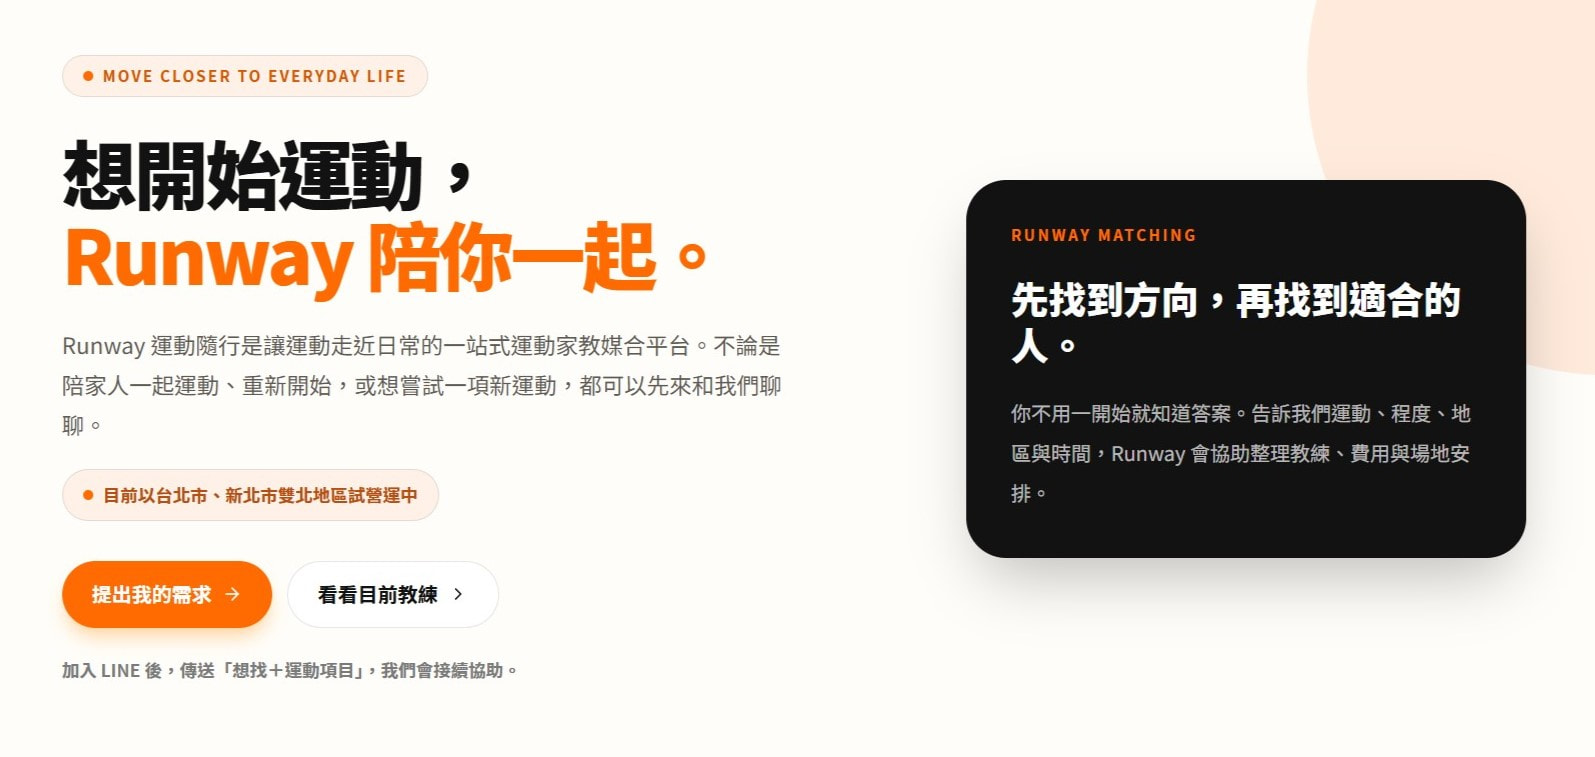 MOVE CLOSER TO EVERYDAY LIFE
想開始運動，
Runway 陪你一起。
Runway 運動隨行是讓運動走近日常的一站式運動家教媒合平台。不論是
陪家人一起運動、重新開始，或想嘗試一項新運動，都可以先來和我們聊
聊。
目前以台北市、新北市雙北地區試營運中
提出我的需求 →
看看目前教練 >
加入 LINE 後，傳送「想找＋運動項目」，我們會接續協助。
RUNWAY MATCHING
先找到方向，再找到適合的
人。
你不用一開始就知道答案。告訴我們運動、程度、地
區與時間，Runway 會協助整理教練、費用與場地安
排。